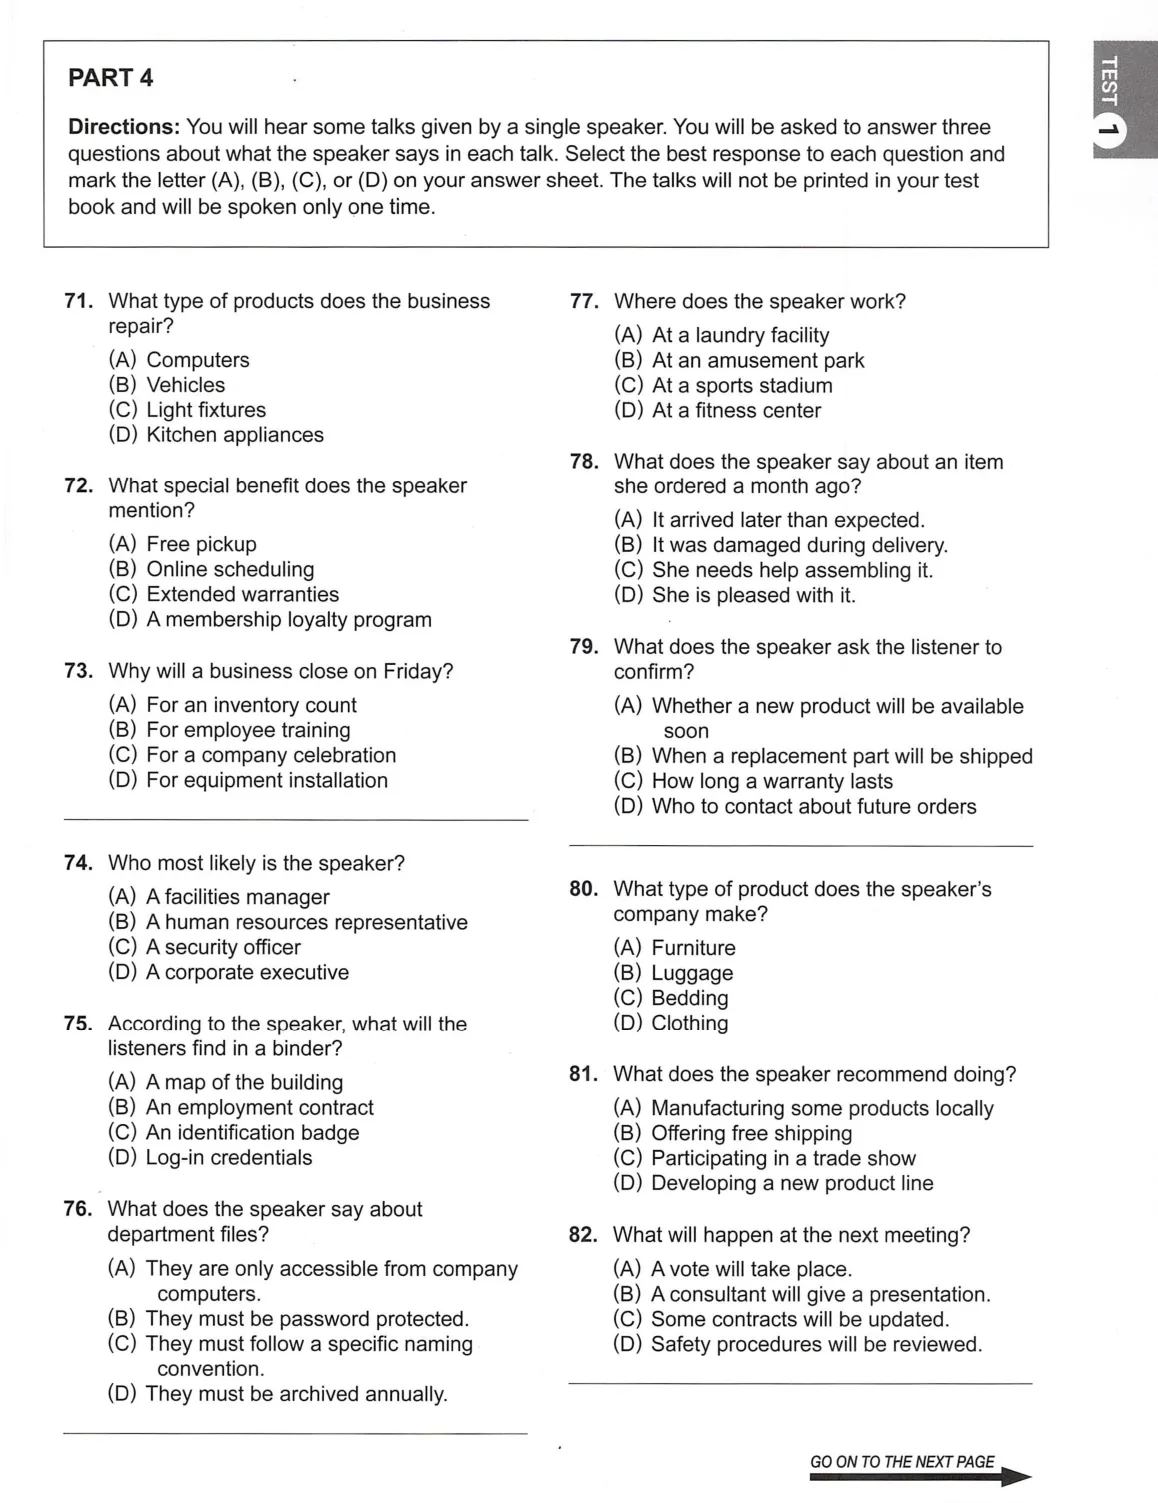 TEST 1
PART 4
Directions: You will hear some talks given by a single speaker. You will be asked to answer three
questions about what the speaker says in each talk. Select the best response to each question and
mark the letter (A), (B), (C), or (D) on your answer sheet. The talks will not be printed in your test
book and will be spoken only one time.
71. What type of products does the business
repair?
(A) Computers
(B) Vehicles
(C) Light fixtures
(D) Kitchen appliances
72. What special benefit does the speaker
mention?
(A) Free pickup
(B) Online scheduling
(C) Extended warranties
(D) A membership loyalty program
73. Why will a business close on Friday?
(A) For an inventory count
(B) For employee training
(C) For a company celebration
(D) For equipment installation
74. Who most likely is the speaker?
(A) A facilities manager
(B) A human resources representative
(C) A security officer
(D) A corporate executive
75. According to the speaker, what will the
listeners find in a binder?
(A) A map of the building
(B) An employment contract
(C) An identification badge
(D) Log-in credentials
76. What does the speaker say about
department files?
(A) They are only accessible from company
computers.
(B) They must be password protected.
(C) They must follow a specific naming
convention.
(D) They must be archived annually.
77. Where does the speaker work?
(A) At a laundry facility
(B) At an amusement park
(C) At a sports stadium
(D) At a fitness center
78. What does the speaker say about an item
she ordered a month ago?
(A) It arrived later than expected.
(B) It was damaged during delivery.
(C) She needs help assembling it.
(D) She is pleased with it.
79. What does the speaker ask the listener to
confirm?
(A) Whether a new product will be available
soon
(B) When a replacement part will be shipped
(C) How long a warranty lasts
(D) Who to contact about future orders
80. What type of product does the speaker's
company make?
(A) Furniture
(B) Luggage
(C) Bedding
(D) Clothing
81. What does the speaker recommend doing?
(A) Manufacturing some products locally
(B) Offering free shipping
(C) Participating in a trade show
(D) Developing a new product line
82. What will happen at the next meeting?
(A) A vote will take place.
(B) A consultant will give a presentation.
(C) Some contracts will be updated.
(D) Safety procedures will be reviewed.
GO ON TO THE NEXT PAGE